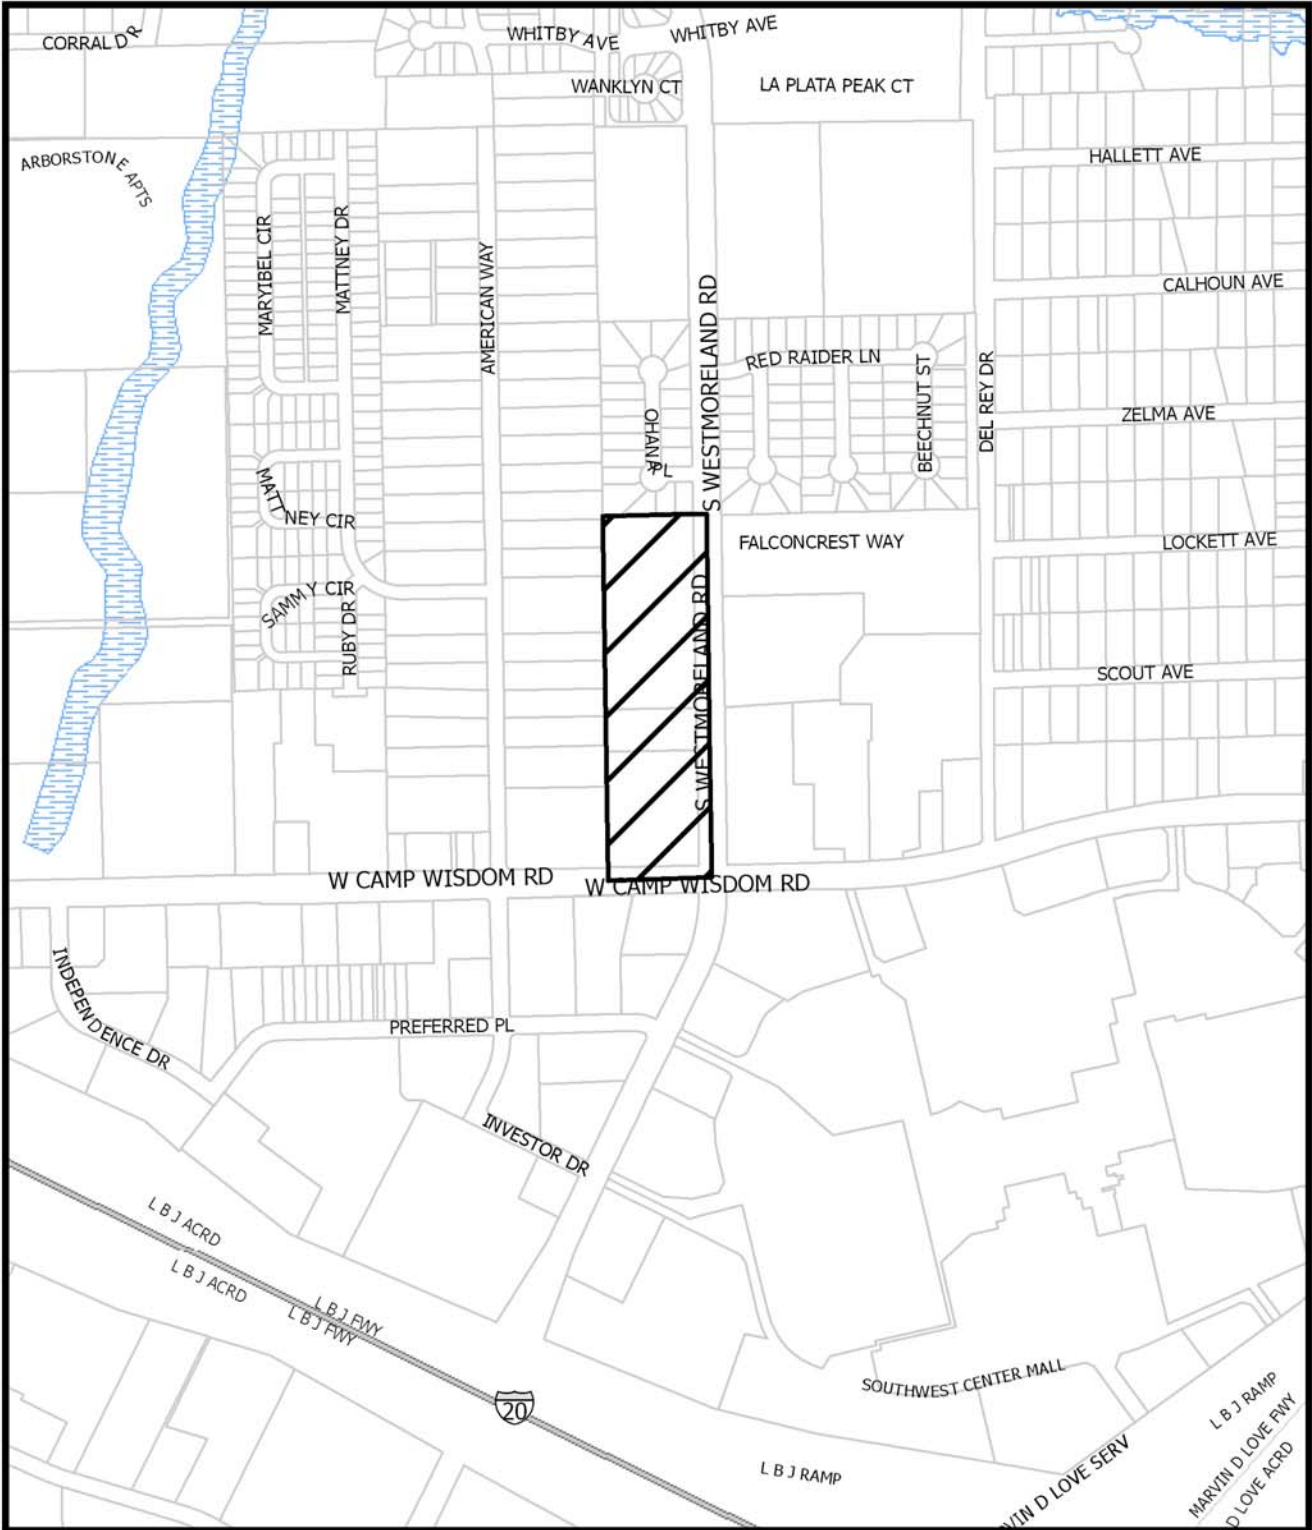 CORRAL DR
WHITBY AVE
WHITBY AVE
WANKLYN CT
LA PLATA PEAK CT
ARBORSTONE APTS
HALLETT AVE
MARYIBEL CIR
MATTNEY DR
AMERICAN WAY
S WESTMORELAND RD
CALHOUN AVE
RED RAIDER LN
BEECHNUT ST
DEL REY DR
OHANA PL
ZELMA AVE
MATTNEY CIR
FALCONCREST WAY
LOCKETT AVE
SAMMY CIR
RUBY DR
S WESTMORELAND RD
SCOUT AVE
W CAMP WISDOM RD
W CAMP WISDOM RD
INDEPENDENCE DR
PREFERRED PL
INVESTOR DR
L B J ACRD
L B J ACRD
L B J FWY
L B J FWY
20
SOUTHWEST CENTER MALL
L B J RAMP
L B J RAMP
MARVIN D LOVE FWY
VIN D LOVE SERV
D LOVE ACRD